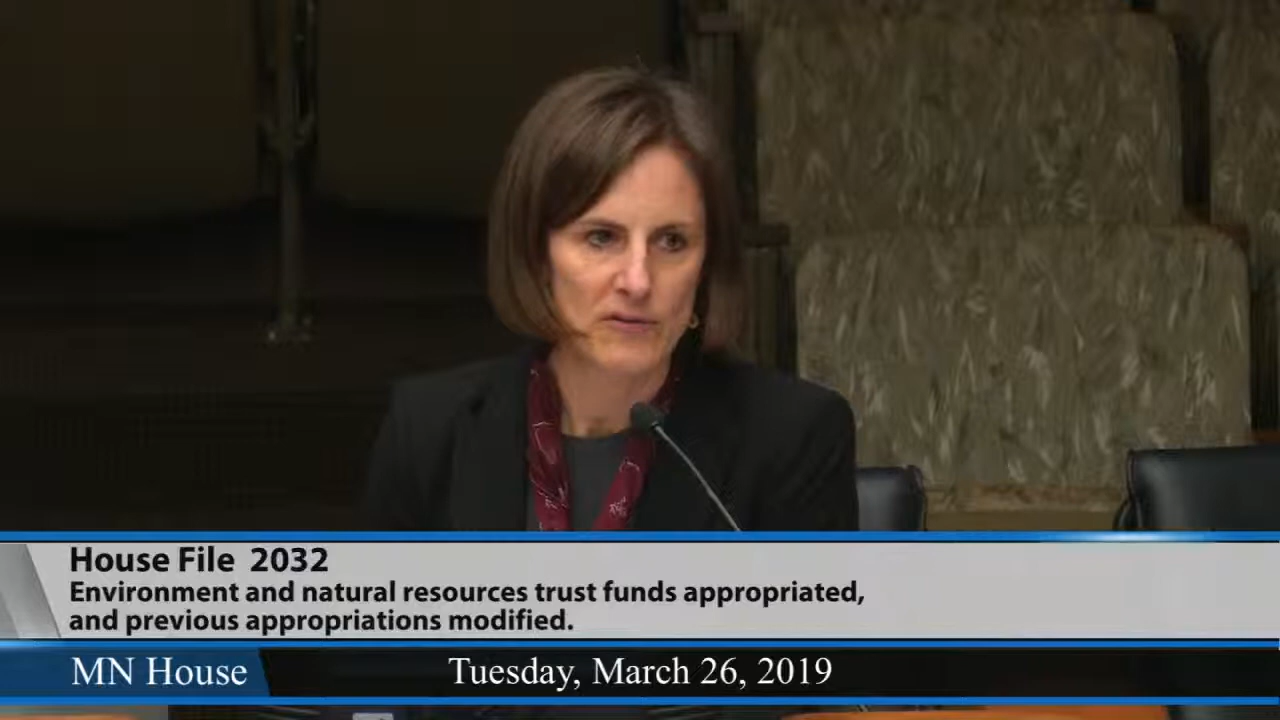 House File 2032
Environment and natural resources trust funds appropriated,
and previous appropriations modified.
MN House
Tuesday, March 26, 2019